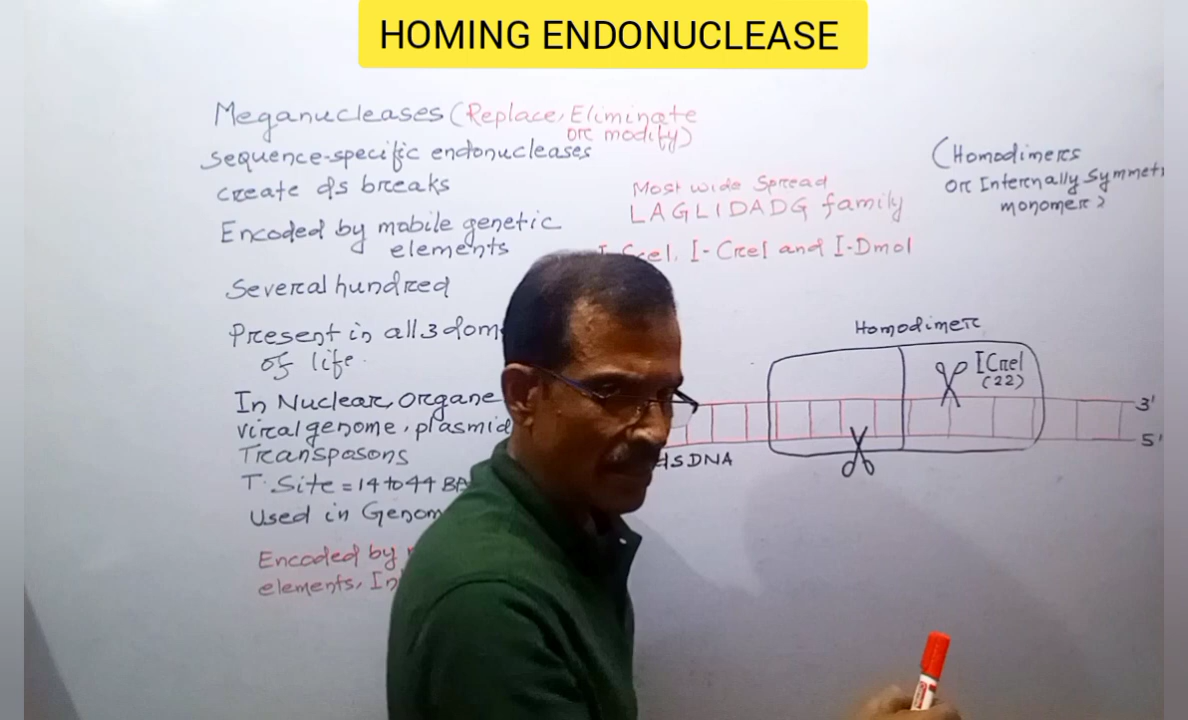 HOMING ENDONUCLEASE
Meganucleases (Replace, Eliminate
or modify)
sequence-specific endonucleases
create ds breaks
Encoded by mobile genetic
elements
Several hundred
Present in all 3 dom
of life.
In Nuclear, organe
viral genome, plasmid
Transposons
T. Site = 14 to 44 BA
Used in Genom
Encoded by
elements, In
Most wide Spread
LAGLIDADG family
I-CreI and I-DmoI
(Homodimers
Or Internally Symmetr
monomer)
Homodimer
ICreI
(22)
3'
5'
dSDNA